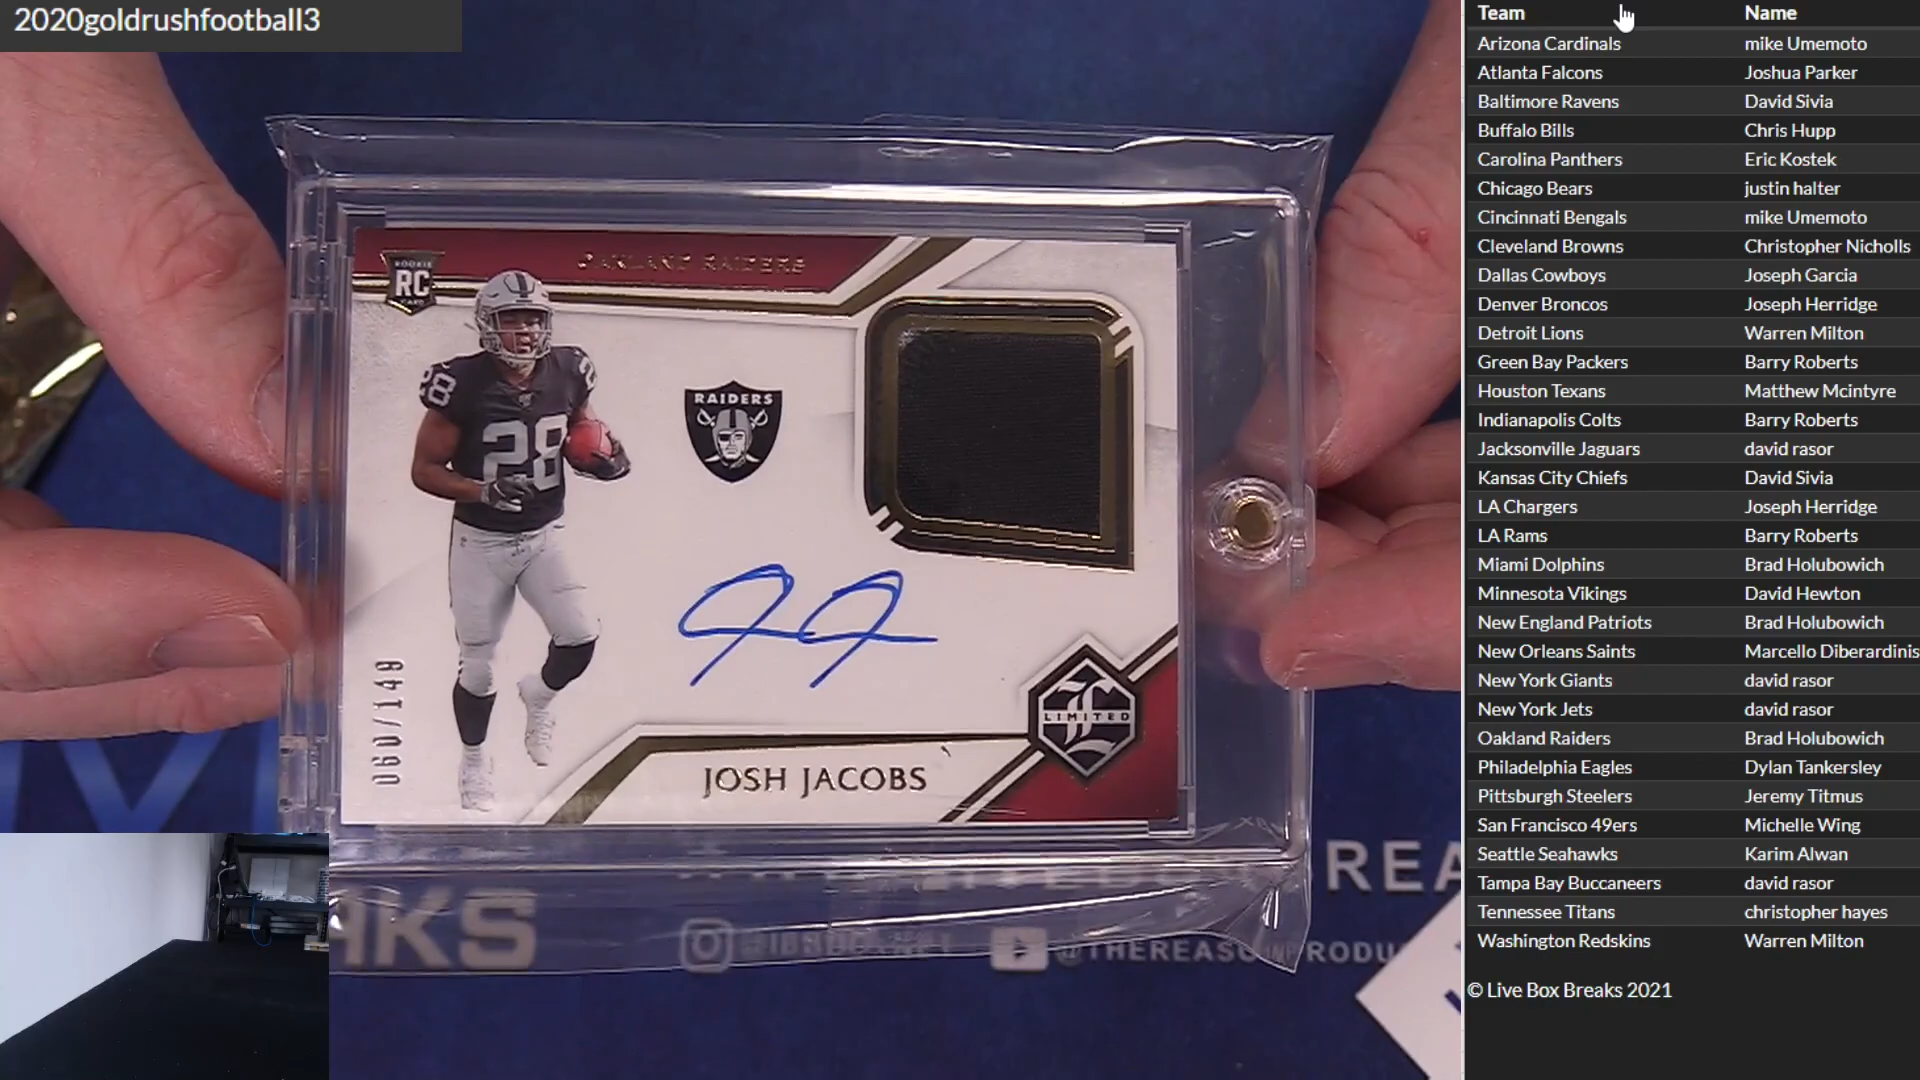 2020goldrushfootball3
ROOKIE
RC
CARD
OAKLAND RAIDERS
28
28
RAIDERS
060/149
LIMITED
JOSH JACOBS
REA
AKS
Team Name
Arizona Cardinals mike Umemoto
Atlanta Falcons Joshua Parker
Baltimore Ravens David Sivia
Buffalo Bills Chris Hupp
Carolina Panthers Eric Kostek
Chicago Bears justin halter
Cincinnati Bengals mike Umemoto
Cleveland Browns Christopher Nicholls
Dallas Cowboys Joseph Garcia
Denver Broncos Joseph Herridge
Detroit Lions Warren Milton
Green Bay Packers Barry Roberts
Houston Texans Matthew Mcintyre
Indianapolis Colts Barry Roberts
Jacksonville Jaguars david rasor
Kansas City Chiefs David Sivia
LA Chargers Joseph Herridge
LA Rams Barry Roberts
Miami Dolphins Brad Holubowich
Minnesota Vikings David Hewton
New England Patriots Brad Holubowich
New Orleans Saints Marcello Diberardinis
New York Giants david rasor
New York Jets david rasor
Oakland Raiders Brad Holubowich
Philadelphia Eagles Dylan Tankersley
Pittsburgh Steelers Jeremy Titmus
San Francisco 49ers Michelle Wing
Seattle Seahawks Karim Alwan
Tampa Bay Buccaneers david rasor
Tennessee Titans christopher hayes
Washington Redskins Warren Milton
© Live Box Breaks 2021